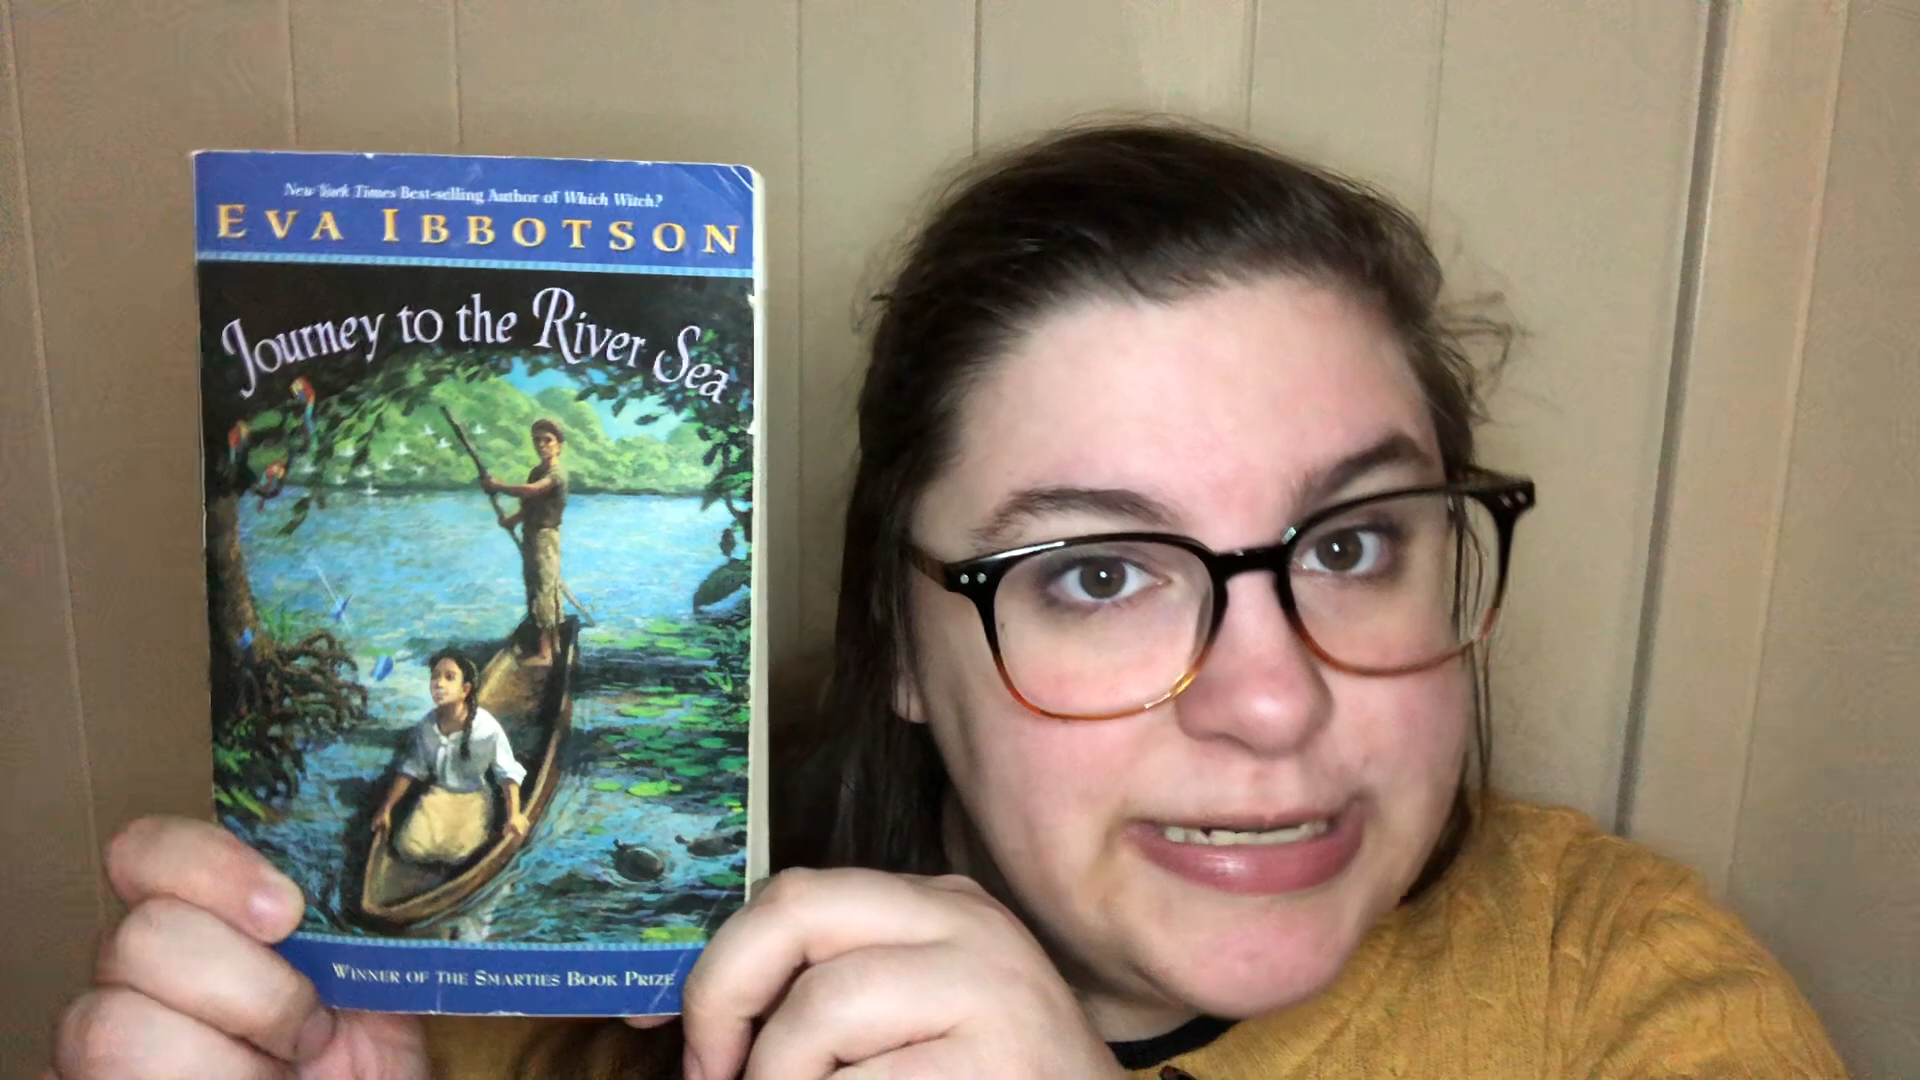 New York Times Best-selling Author of Which Witch?
EVA IBBOTSON
Journey to the River Sea
WINNER OF THE SMARTIES BOOK PRIZE